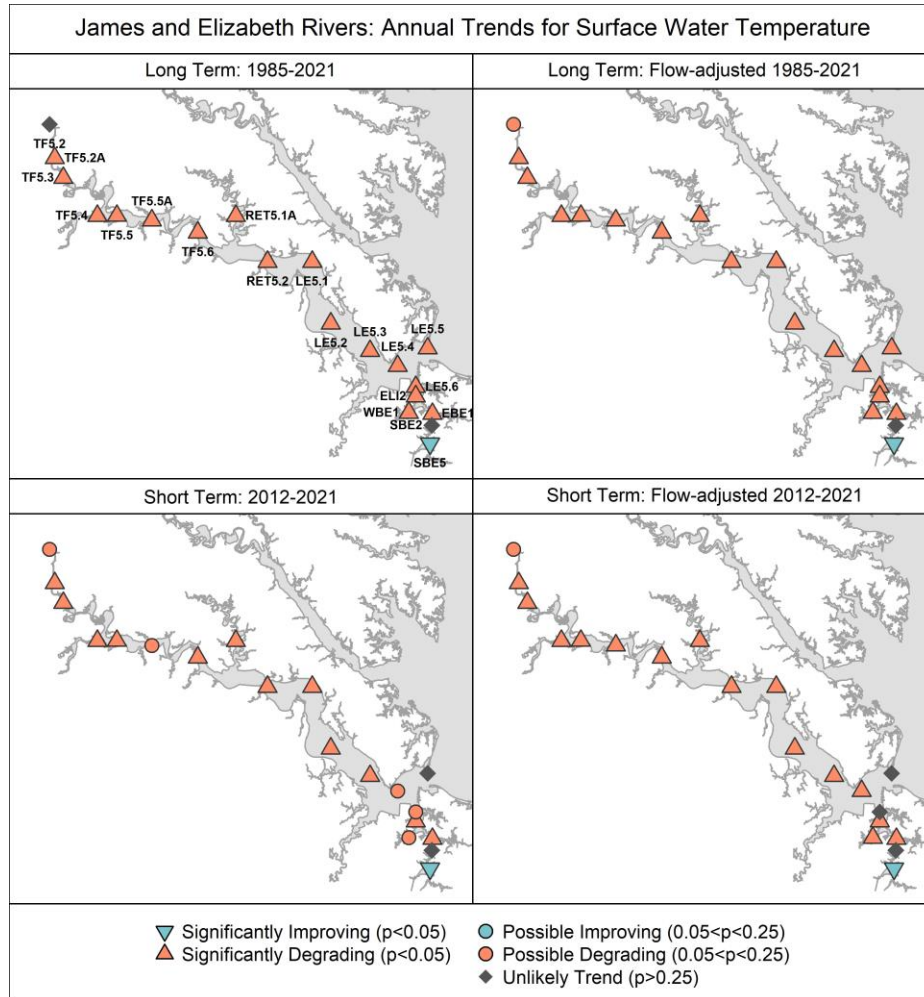 James and Elizabeth Rivers: Annual Trends for Surface Water Temperature
Long Term: 1985-2021
Long Term: Flow-adjusted 1985-2021
TF5.2
TF5.2A
TF5.3
TF5.5A
TF5.4
RET5.1A
TF5.5
TF5.6
RET5.2
LE5.1
LE5.3
LE5.5
LE5.2
LE5.4
LE5.6
ELI2
WBE1
EBE1
SBE2
SBE5
Short Term: 2012-2021
Short Term: Flow-adjusted 2012-2021
Significantly Improving (p<0.05)
Possible Improving (0.05<p<0.25)
Significantly Degrading (p<0.05)
Possible Degrading (0.05<p<0.25)
Unlikely Trend (p>0.25)